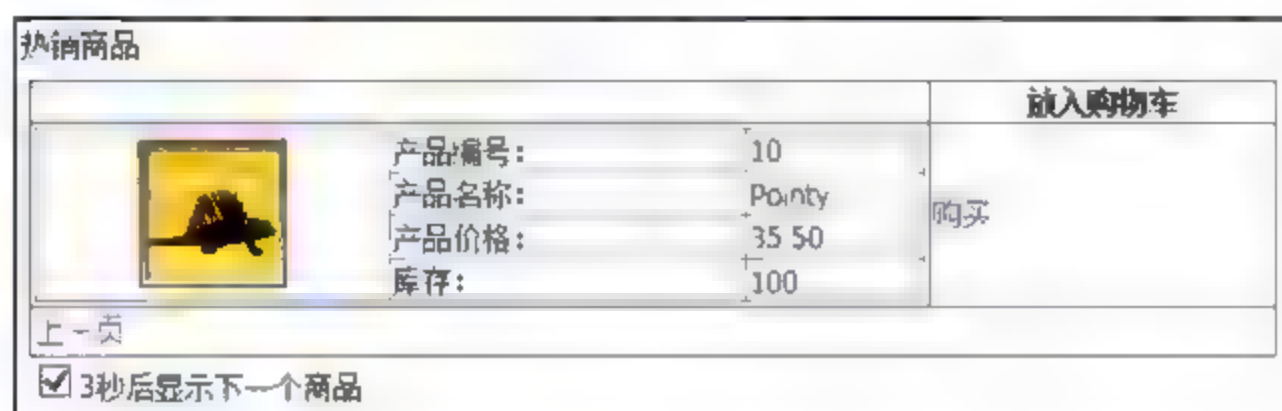 热销商品
放入购物车
产品编号： 10
产品名称： Pointy
产品价格： 35.50
库存： 100
购买
上一页
3秒后显示下一个商品